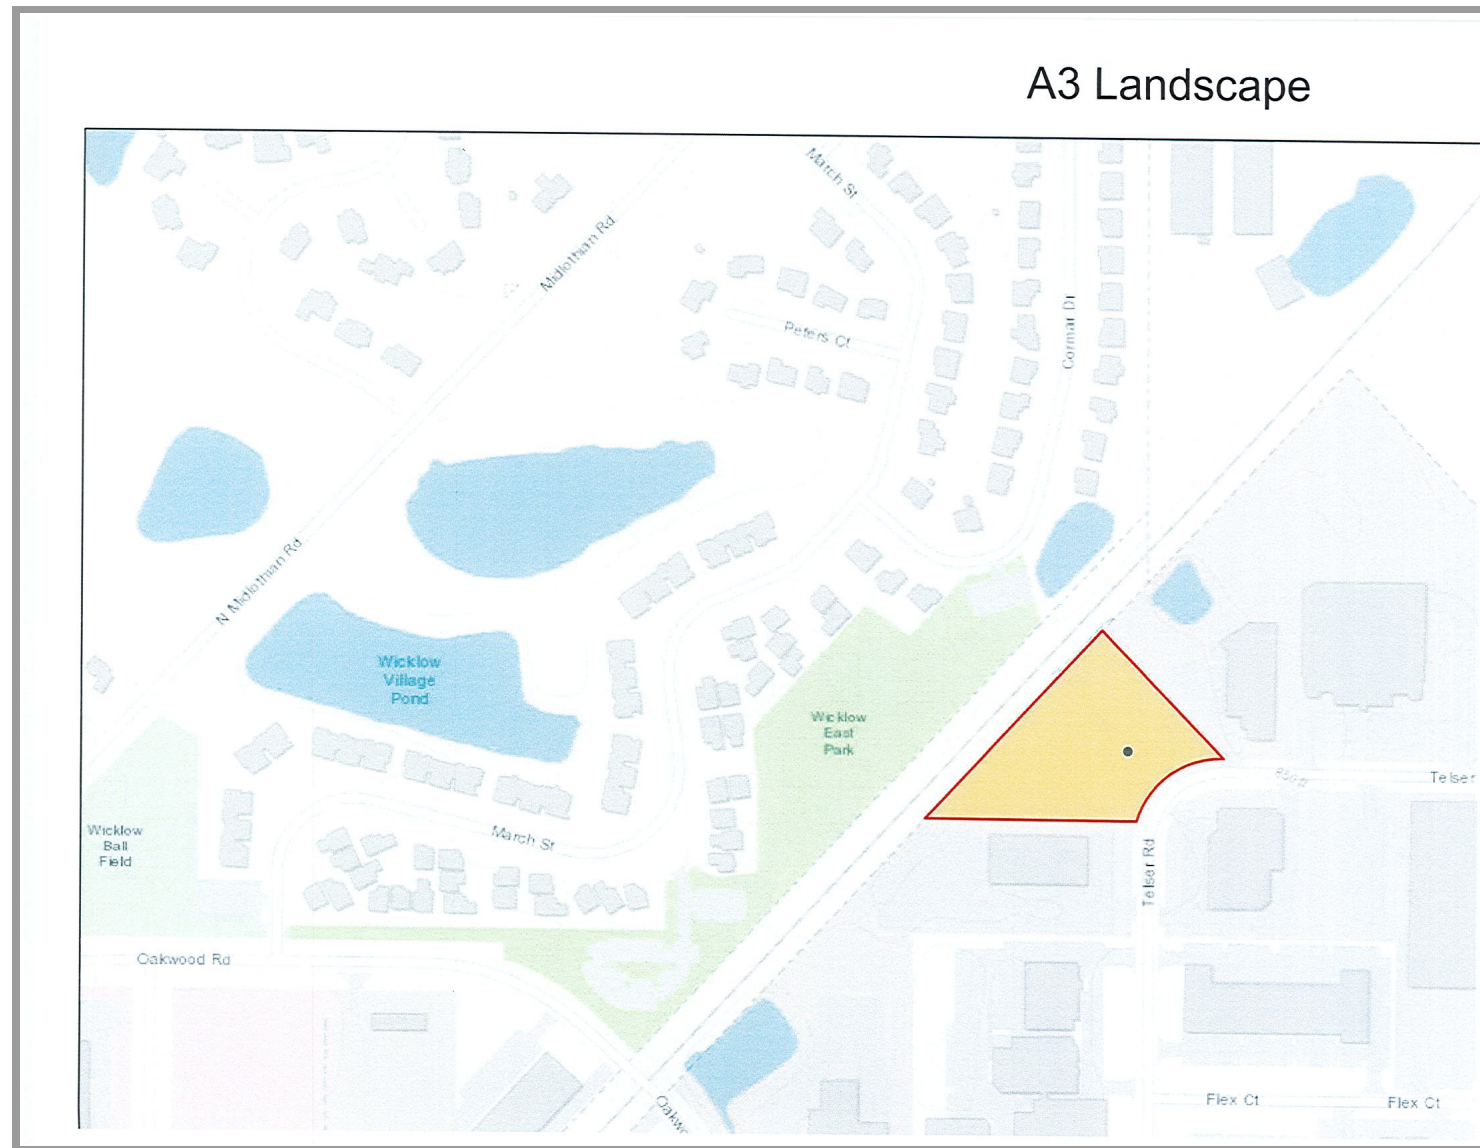 A3 Landscape
March St
Midlothian Rd
Peters Ct
Cormar Dr
N Midlothian Rd
Wicklow
Village
Pond
Wicklow
East
Park
Telser
Wicklow
Ball
Field
March St
Telser Rd
Oakwood Rd
Flex Ct
Flex Ct